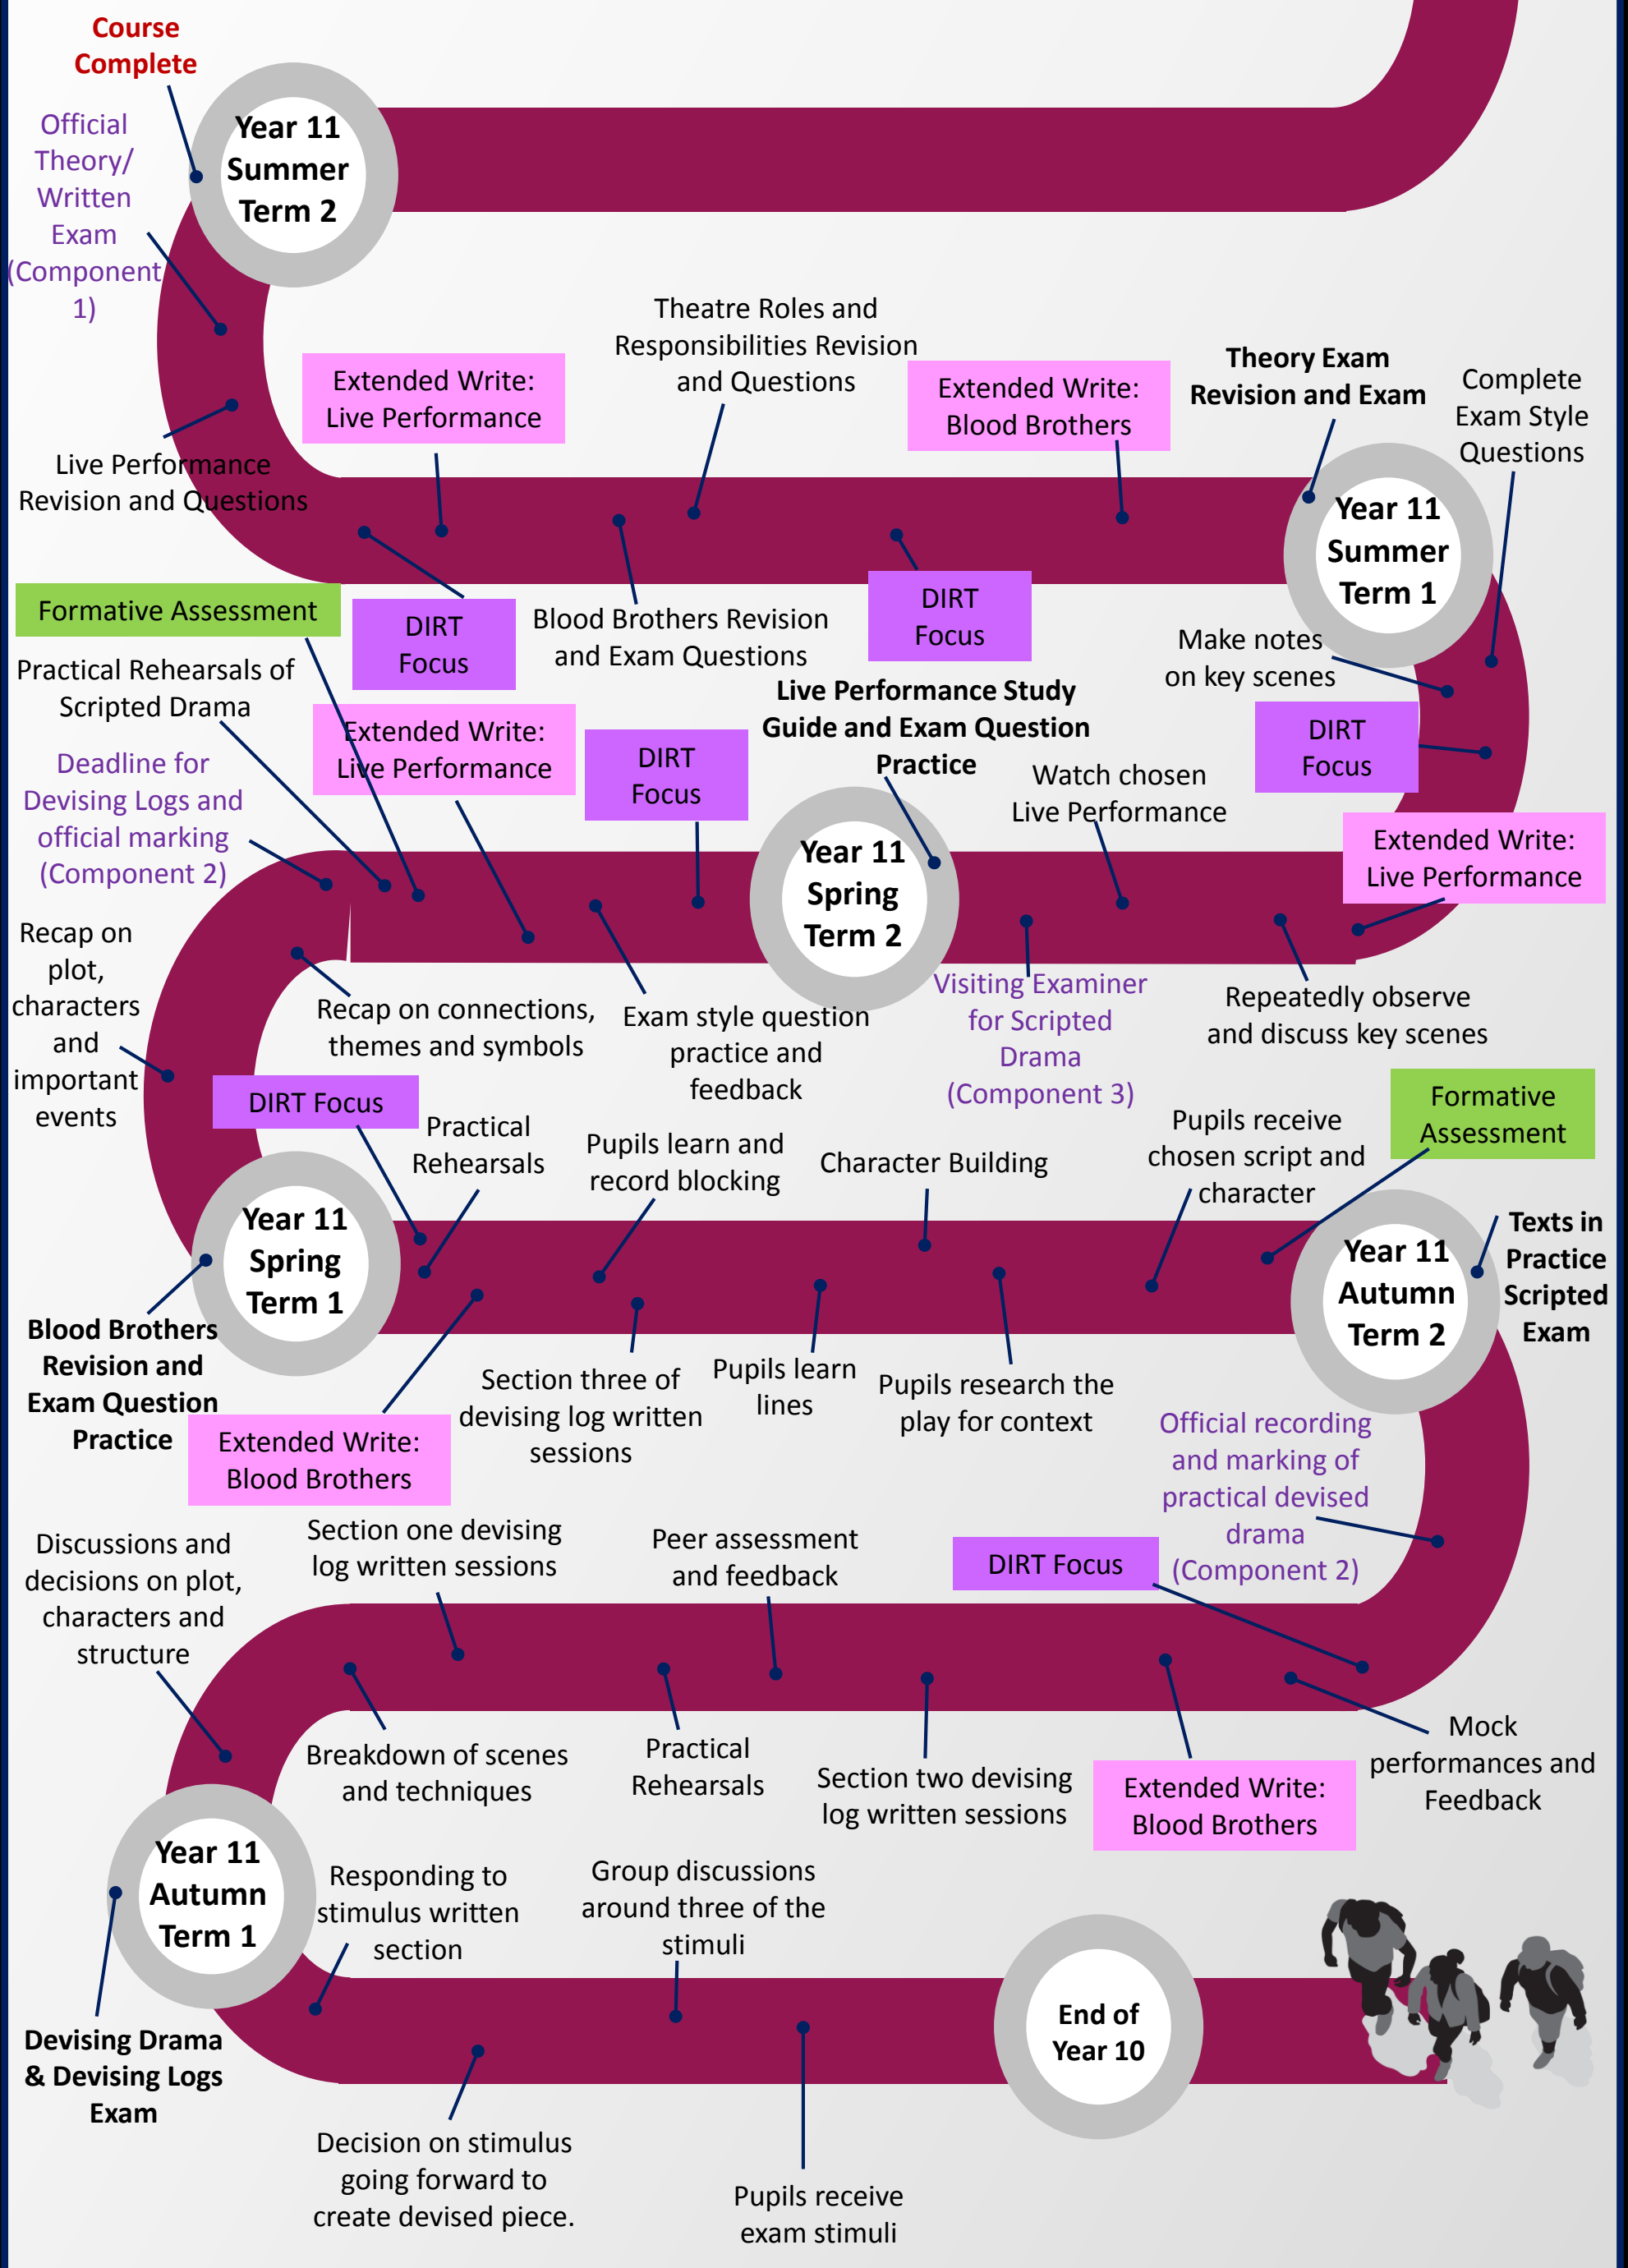 Course
Complete
Official
Theory/
Written
Exam
(Component
1)
Year 11
Summer
Term 2
Theatre Roles and
Responsibilities Revision
and Questions
Extended Write:
Live Performance
Extended Write:
Blood Brothers
Theory Exam
Revision and Exam
Complete
Exam Style
Questions
Live Performance
Revision and Questions
Year 11
Summer
Term 1
Formative Assessment
DIRT
Focus
Blood Brothers Revision
and Exam Questions
DIRT
Focus
Make notes
on key scenes
Practical Rehearsals of
Scripted Drama
Extended Write:
Live Performance
DIRT
Focus
Live Performance Study
Guide and Exam Question
Practice
Watch chosen
Live Performance
DIRT
Focus
Deadline for
Devising Logs and
official marking
(Component 2)
Year 11
Spring
Term 2
Extended Write:
Live Performance
Recap on
plot,
characters
and
important
events
Recap on connections,
themes and symbols
Exam style question
practice and
feedback
Visiting Examiner
for Scripted
Drama
(Component 3)
Repeatedly observe
and discuss key scenes
DIRT Focus
Practical
Rehearsals
Pupils learn and
record blocking
Character Building
Pupils receive
chosen script and
character
Formative
Assessment
Year 11
Spring
Term 1
Year 11
Autumn
Term 2
Texts in
Practice
Scripted
Exam
Blood Brothers
Revision and
Exam Question
Practice
Extended Write:
Blood Brothers
Section three of
devising log written
sessions
Pupils learn
lines
Pupils research the
play for context
Official recording
and marking of
practical devised
drama
(Component 2)
Discussions and
decisions on plot,
characters and
structure
Section one devising
log written sessions
Peer assessment
and feedback
DIRT Focus
Breakdown of scenes
and techniques
Practical
Rehearsals
Section two devising
log written sessions
Extended Write:
Blood Brothers
Mock
performances and
Feedback
Year 11
Autumn
Term 1
Responding to
stimulus written
section
Group discussions
around three of the
stimuli
End of
Year 10
Devising Drama
& Devising Logs
Exam
Decision on stimulus
going forward to
create devised piece.
Pupils receive
exam stimuli